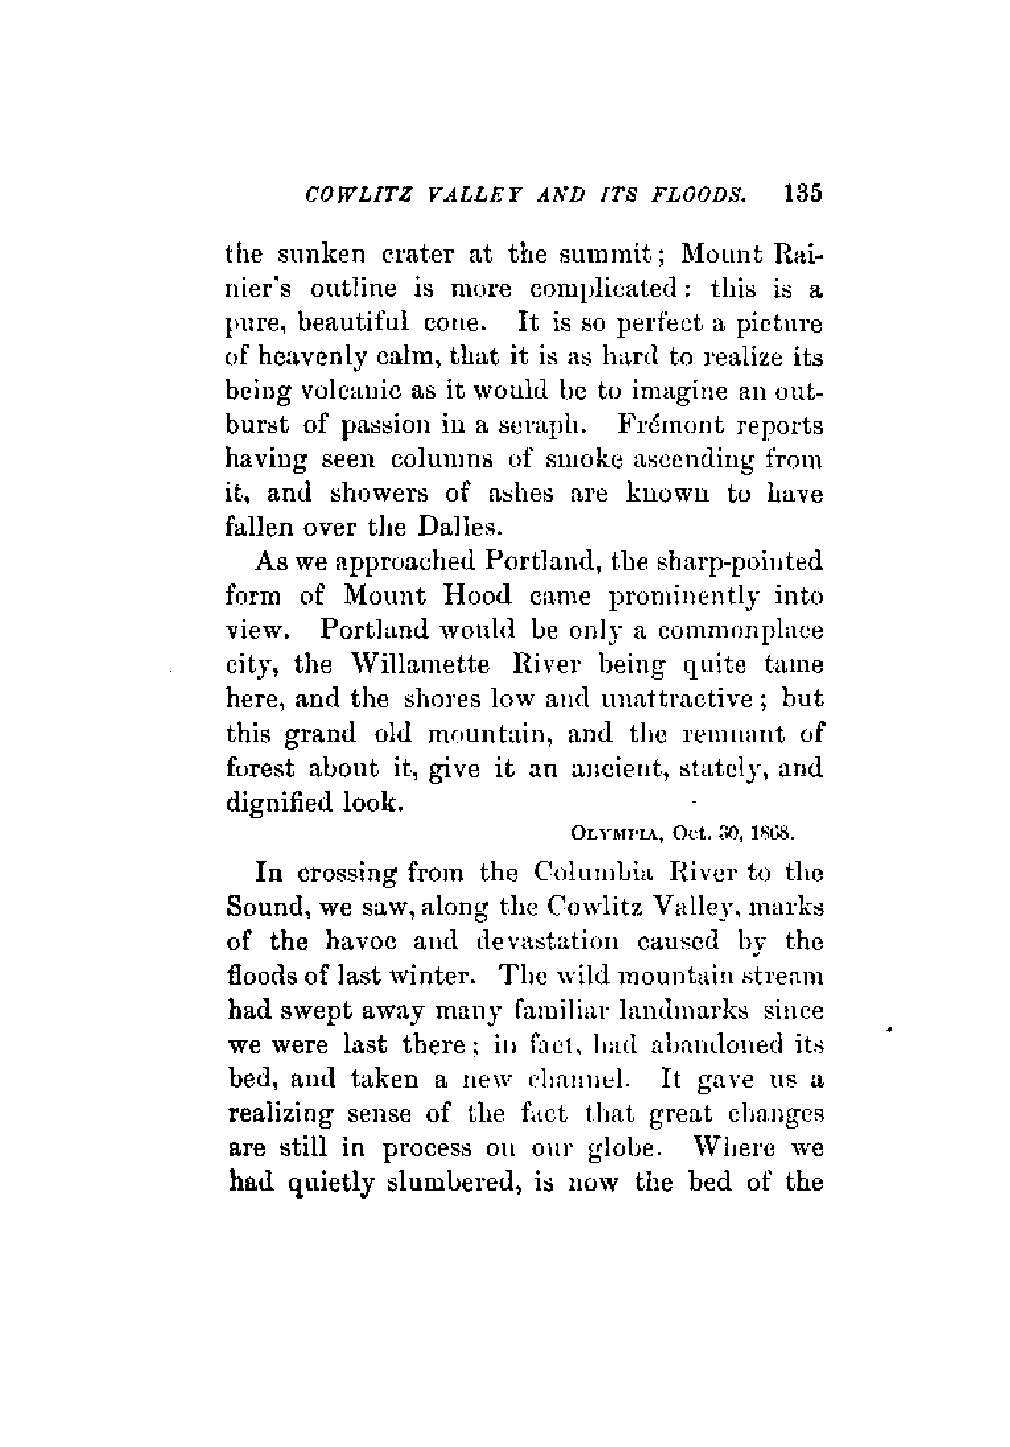 COWLITZ VALLEY AND ITS FLOODS. 135
the sunken crater at the summit; Mount Rai-
nier's outline is more complicated: this is a
pure, beautiful cone. It is so perfect a picture
of heavenly calm, that it is as hard to realize its
being volcanic as it would be to imagine an out-
burst of passion in a seraph. Frémont reports
having seen columns of smoke ascending from
it, and showers of ashes are known to have
fallen over the Dalles.
As we approached Portland, the sharp-pointed
form of Mount Hood came prominently into
view. Portland would be only a commonplace
city, the Willamette River being quite tame
here, and the shores low and unattractive; but
this grand old mountain, and the remnant of
forest about it, give it an ancient, stately, and
dignified look.
OLYMPIA, Oct. 30, 1868.
In crossing from the Columbia River to the
Sound, we saw, along the Cowlitz Valley, marks
of the havoc and devastation caused by the
floods of last winter. The wild mountain stream
had swept away many familiar landmarks since
we were last there; in fact, had abandoned its
bed, and taken a new channel. It gave us a
realizing sense of the fact that great changes
are still in process on our globe. Where we
had quietly slumbered, is now the bed of the